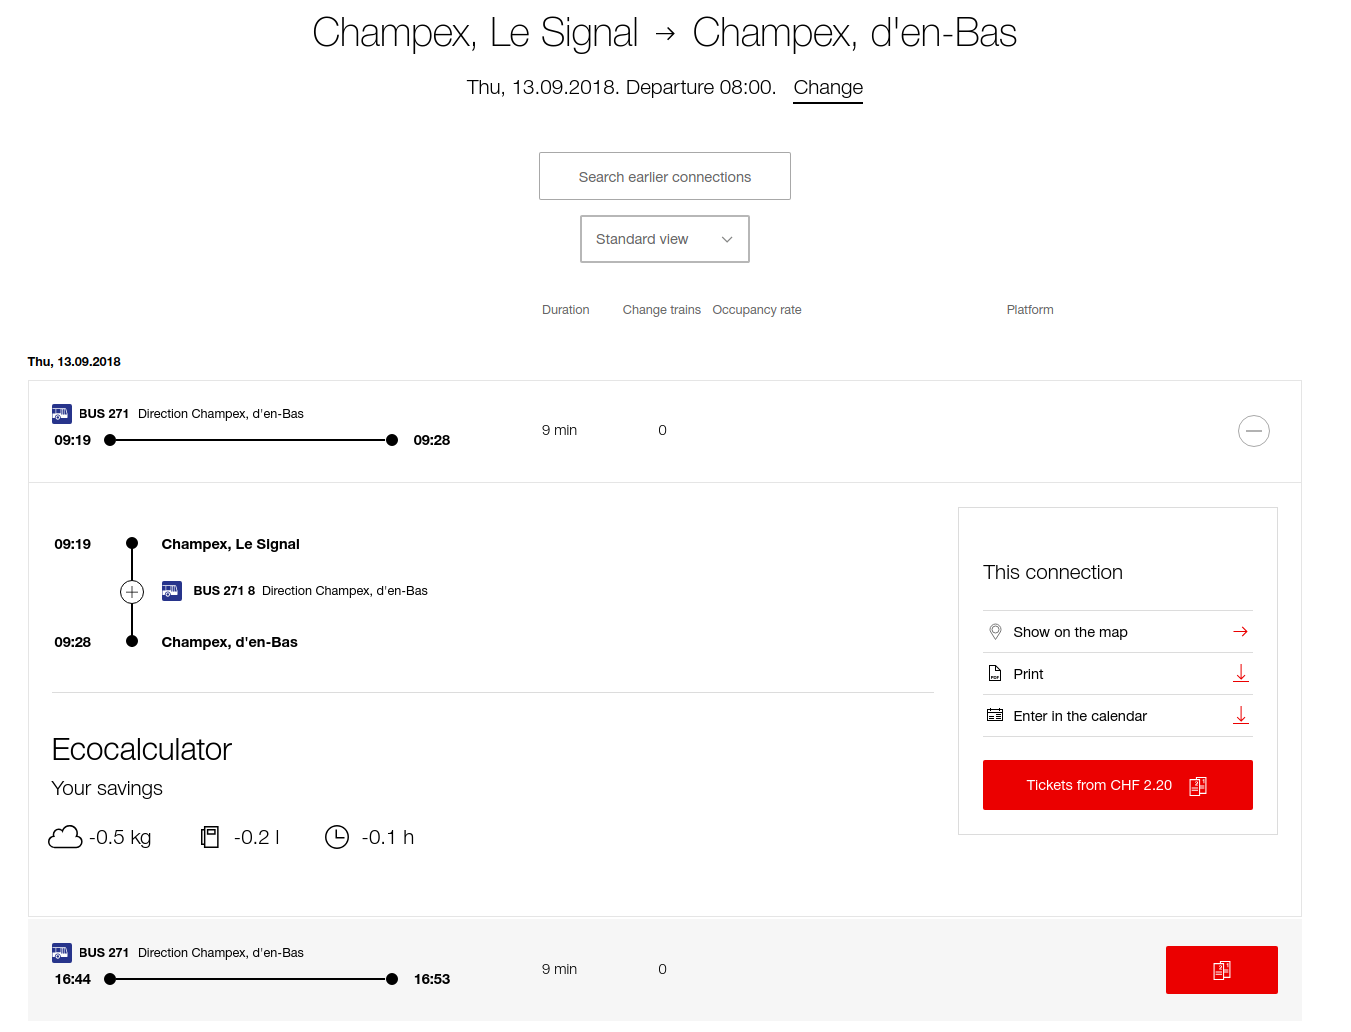 Champex, Le Signal → Champex, d'en-Bas
Thu, 13.09.2018. Departure 08:00. Change
Search earlier connections
Standard view
Duration Change trains Occupancy rate Platform
Thu, 13.09.2018
BUS 271 Direction Champex, d'en-Bas
09:19 09:28 9 min 0
09:19 Champex, Le Signal
BUS 271 8 Direction Champex, d'en-Bas
09:28 Champex, d'en-Bas
Ecocalculator
Your savings
-0.5 kg -0.2 l -0.1 h
This connection
Show on the map
Print
Enter in the calendar
Tickets from CHF 2.20
BUS 271 Direction Champex, d'en-Bas
16:44 16:53 9 min 0